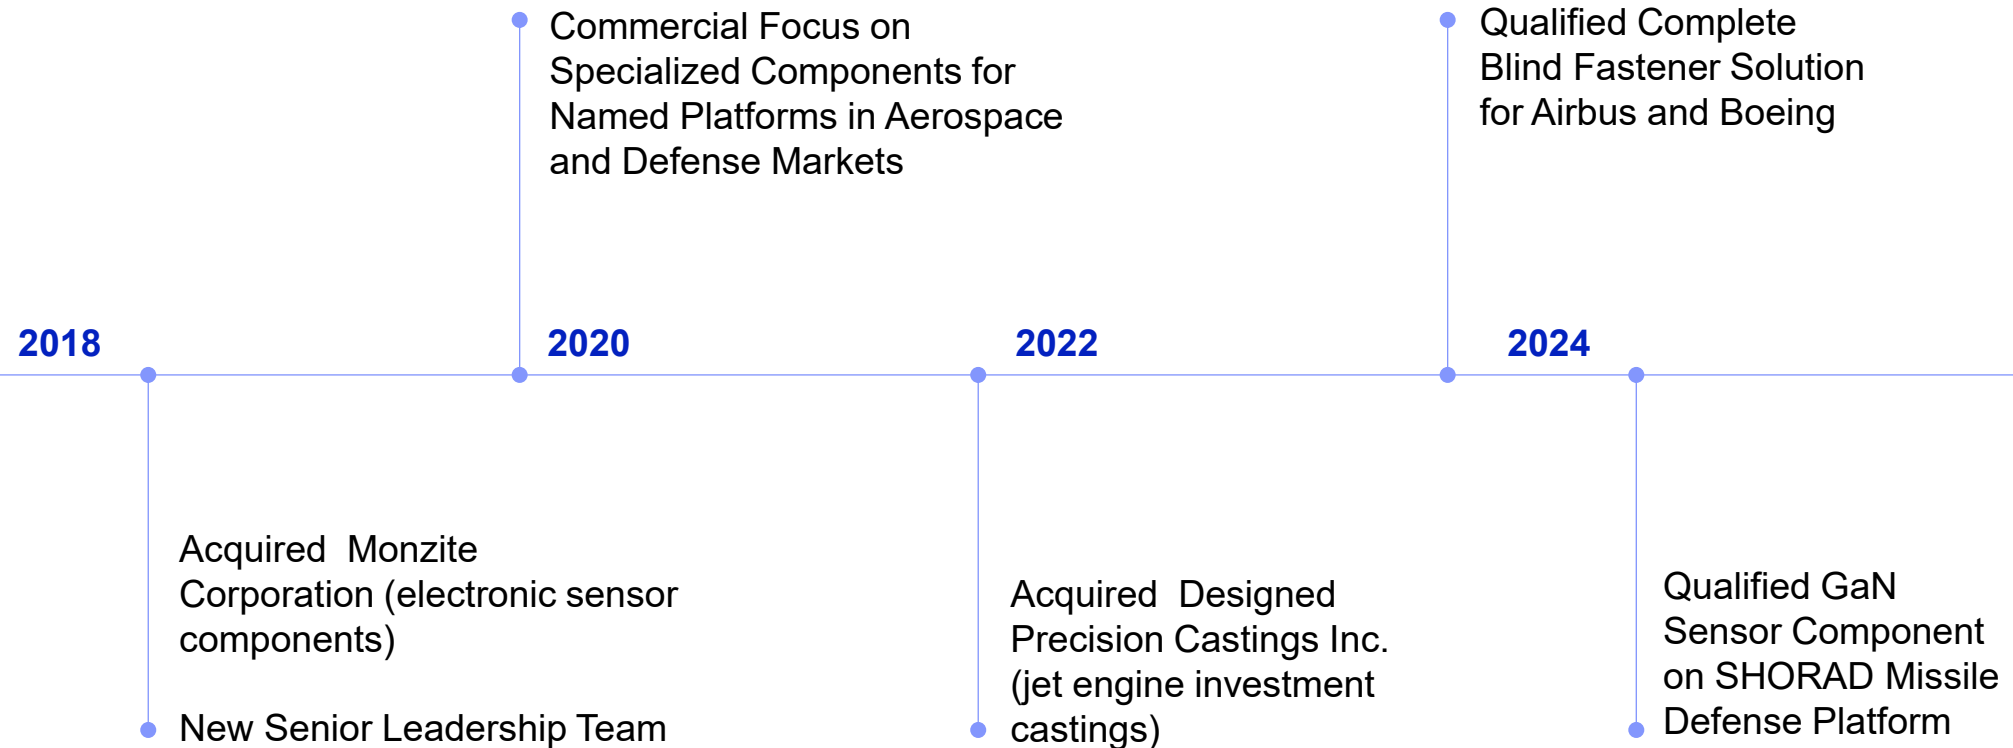 Commercial Focus on
Specialized Components for
Named Platforms in Aerospace
and Defense Markets
Qualified Complete
Blind Fastener Solution
for Airbus and Boeing
2018
2020
2022
2024
Acquired  Monzite
Corporation (electronic sensor
components)
New Senior Leadership Team
Acquired  Designed
Precision Castings Inc.
(jet engine investment
castings)
Qualified GaN
Sensor Component
on SHORAD Missile
Defense Platform